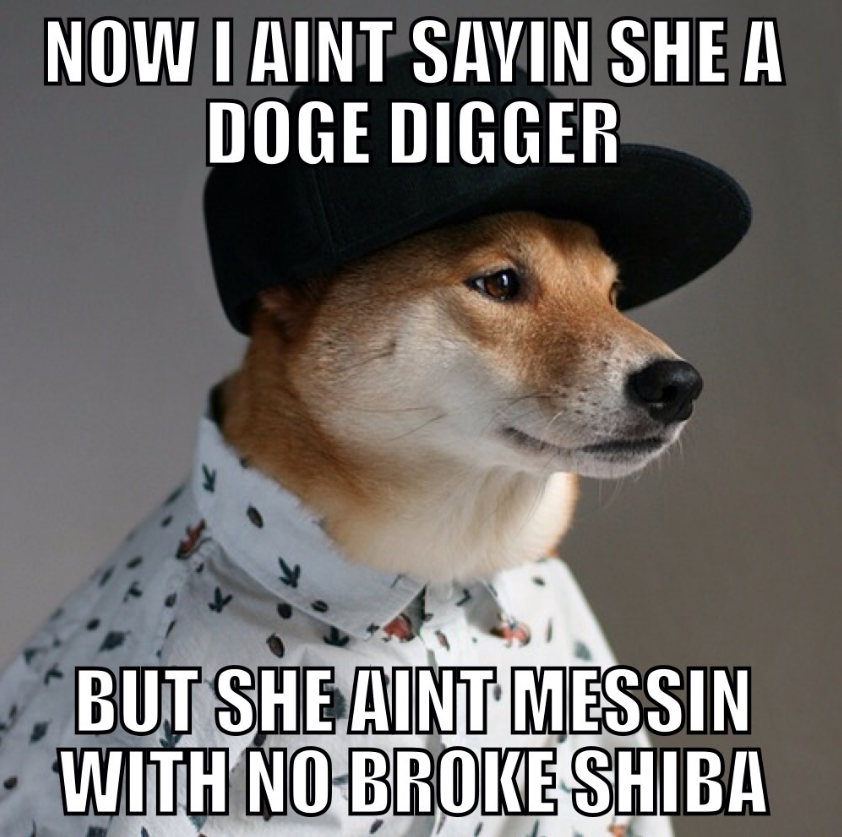 NOW I AINT SAYIN SHE A
DOGE DIGGER
BUT SHE AINT MESSIN
WITH NO BROKE SHIBA